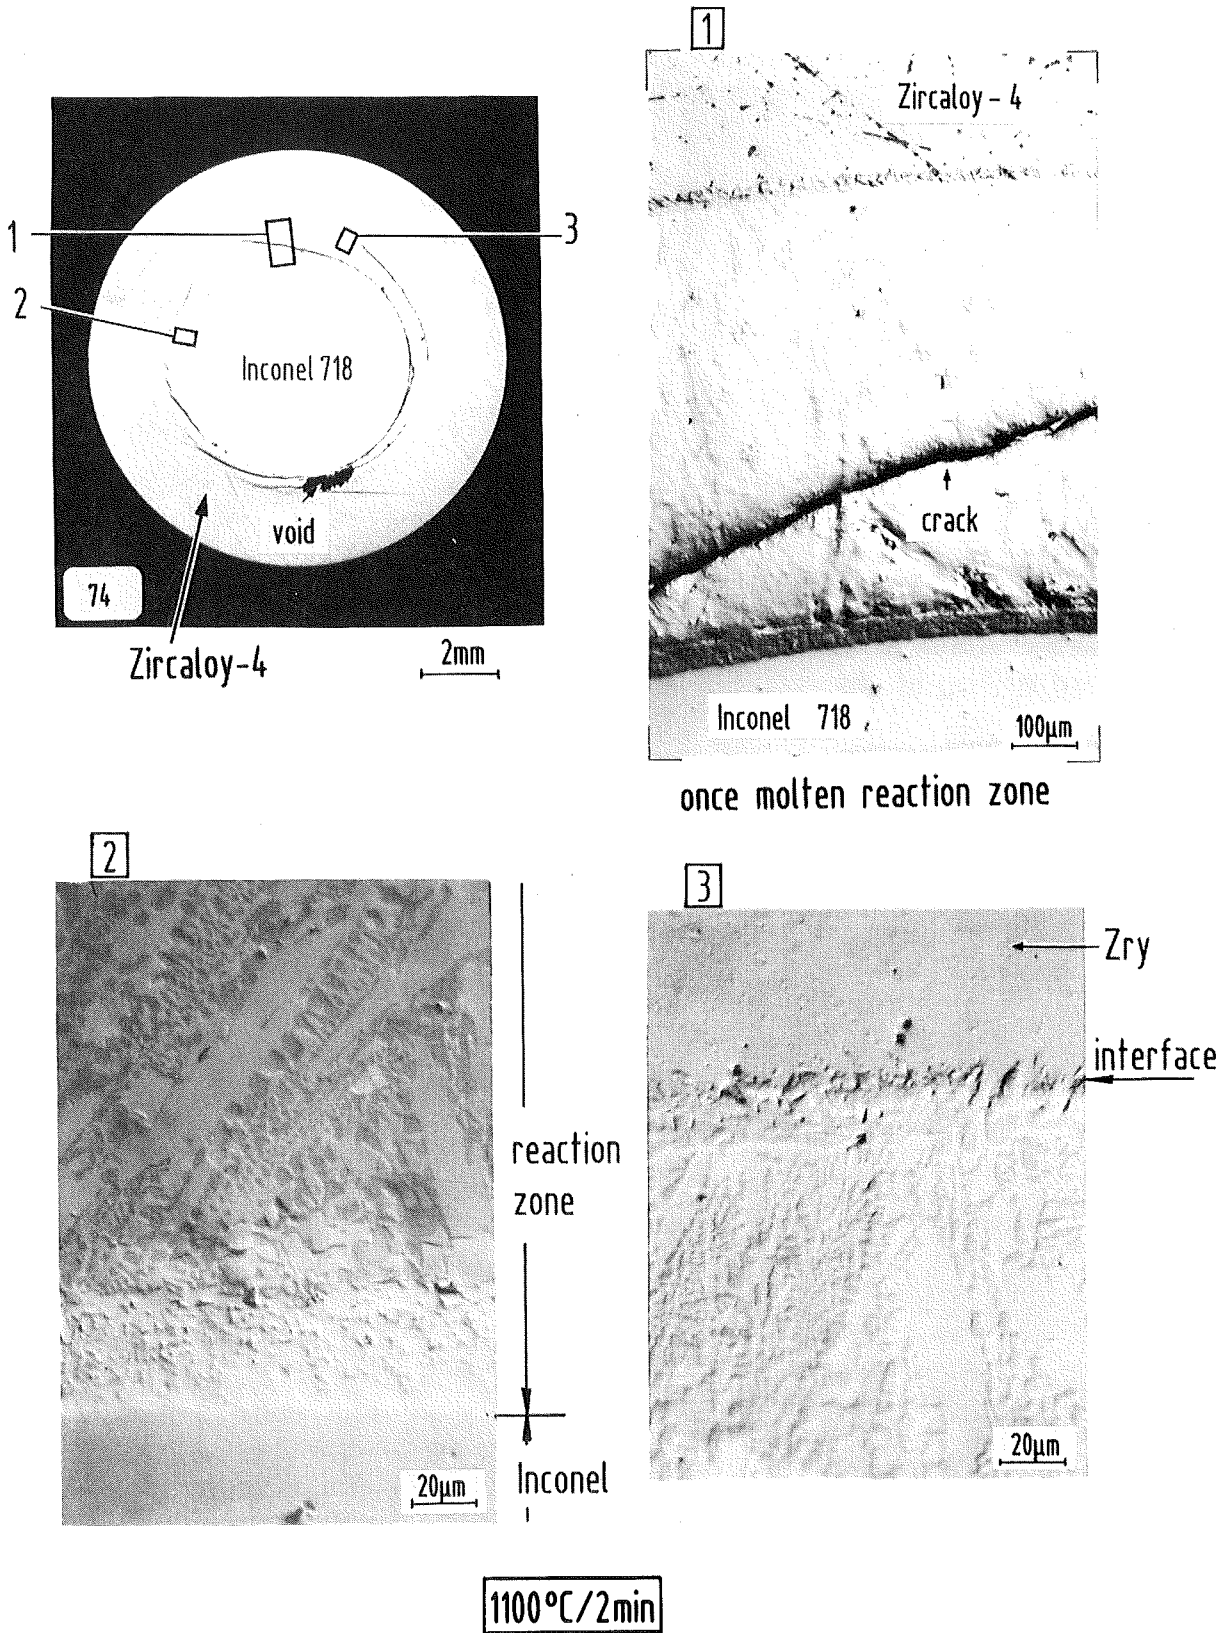 1
3
2
Inconel 718
void
74
Zircaloy-4
2mm
1
Zircaloy-4
crack
Inconel 718
100µm
once molten reaction zone
2
reaction
zone
20µm
Inconel
3
Zry
interface
20µm
1100°C/2min